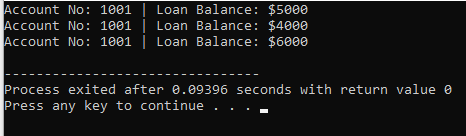 Account No: 1001 | Loan Balance: $5000
Account No: 1001 | Loan Balance: $4000
Account No: 1001 | Loan Balance: $6000
--------------------------------
Process exited after 0.09396 seconds with return value 0
Press any key to continue . . .